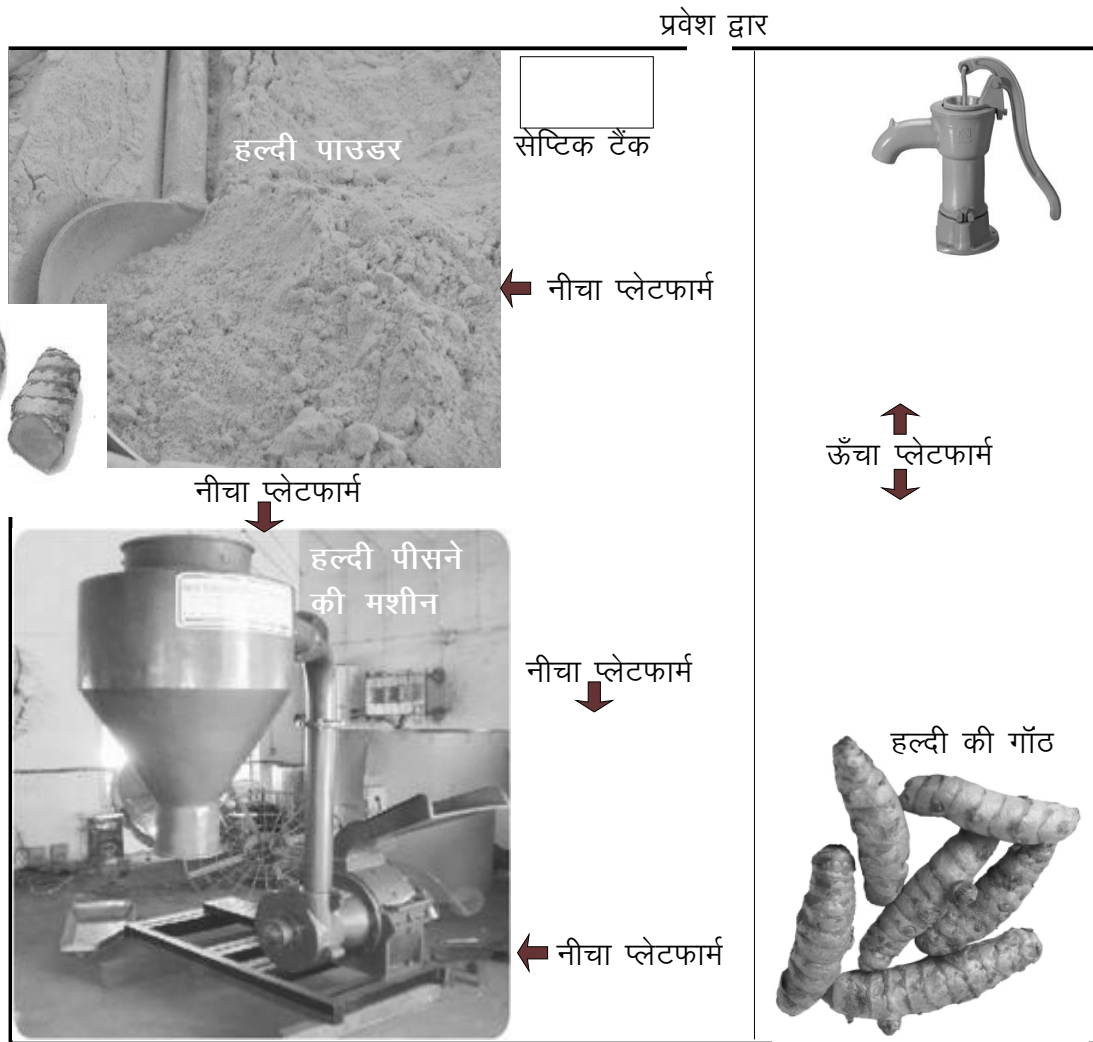 प्रवेश द्वार
हल्दी पाउडर
सेप्टिक टैंक
नीचा प्लेटफार्म
ऊँचा प्लेटफार्म
नीचा प्लेटफार्म
हल्दी पीसने
की मशीन
नीचा प्लेटफार्म
हल्दी की गॉठ
नीचा प्लेटफार्म